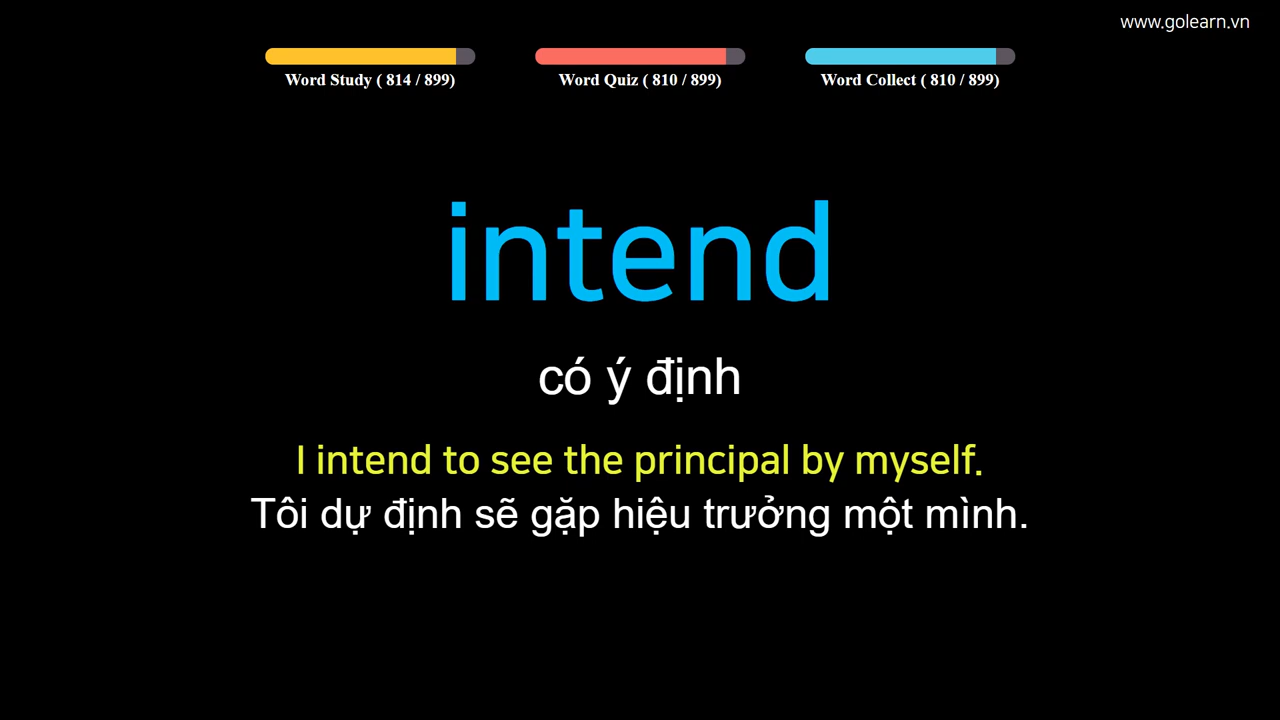 www.golearn.vn
Word Study ( 814 / 899)
Word Quiz ( 810 / 899)
Word Collect ( 810 / 899)
intend
có ý định
I intend to see the principal by myself.
Tôi dự định sẽ gặp hiệu trưởng một mình.